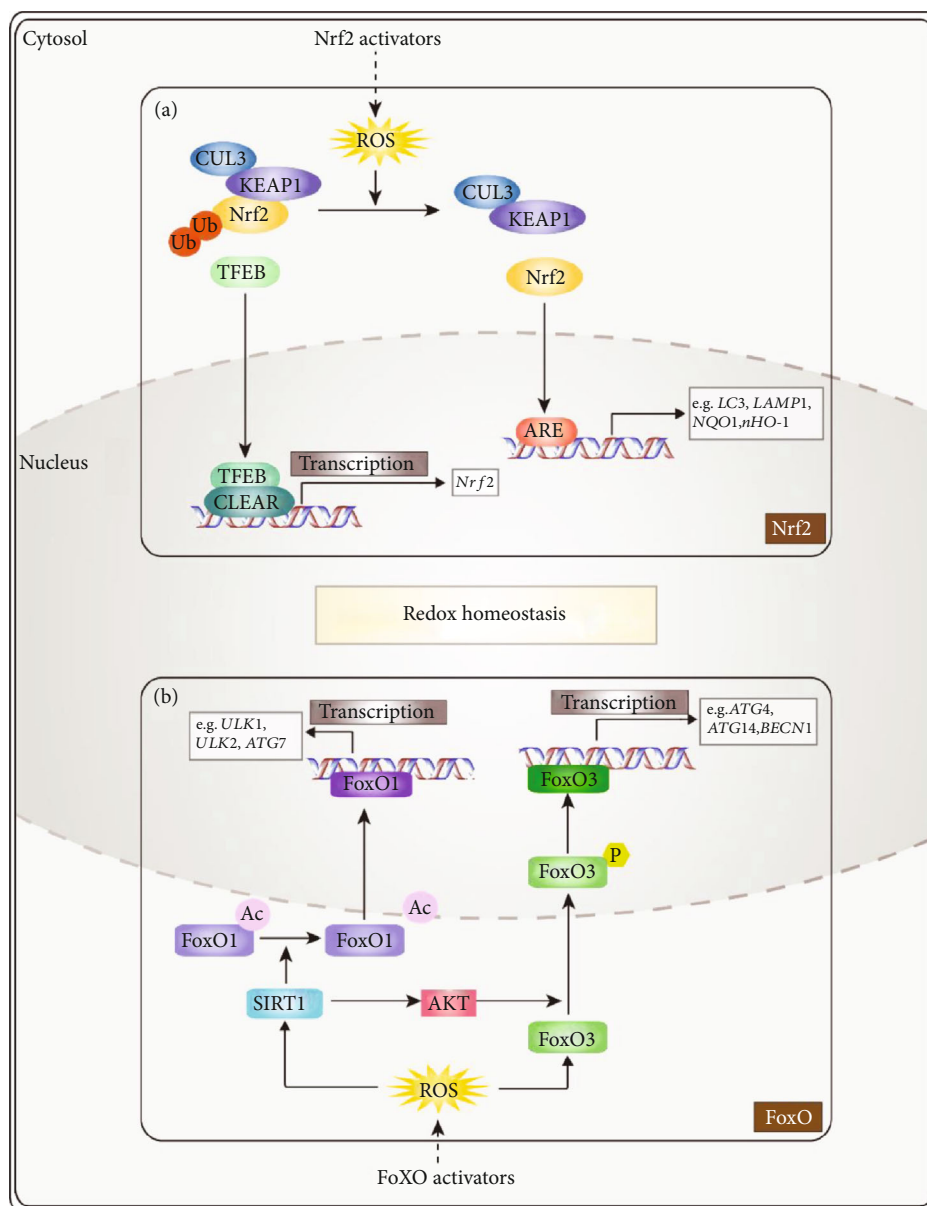 Cytosol
Nrf2 activators
(a)
ROS
CUL3
KEAP1
Nrf2
Ub
Ub
CUL3
KEAP1
TFEB
Nrf2
e.g. LC3, LAMP1,
NQO1,nHO-1
ARE
Nucleus
TFEB
CLEAR
Transcription
Nrf2
Nrf2
Redox homeostasis
(b)
e.g. ULK1,
ULK2, ATG7
Transcription
FoxO1
Transcription
e.g.ATG4,
ATG14,BECN1
FoxO3
P
FoxO3
Ac
FoxO1
Ac
FoxO1
SIRT1
AKT
FoxO3
ROS
FoxO
FoXO activators